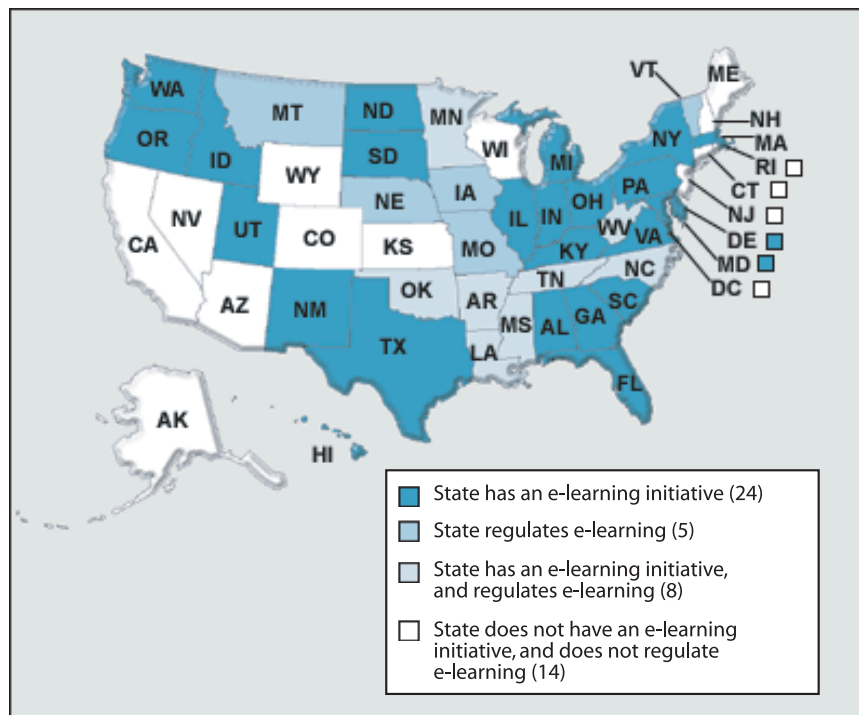 VT
ME
WA
MT
ND
MN
NH
OR
ID
SD
WI
MI
NY
MA
RI
WY
CT
NV
NE
IA
PA
NJ
IL
IN
OH
CA
UT
CO
KS
MO
WV
VA
DE
KY
MD
AZ
NM
OK
AR
TN
NC
DC
TX
LA
MS
AL
GA
SC
FL
AK
HI
State has an e-learning initiative (24)
State regulates e-learning (5)
State has an e-learning initiative,
and regulates e-learning (8)
State does not have an e-learning
initiative, and does not regulate
e-learning (14)